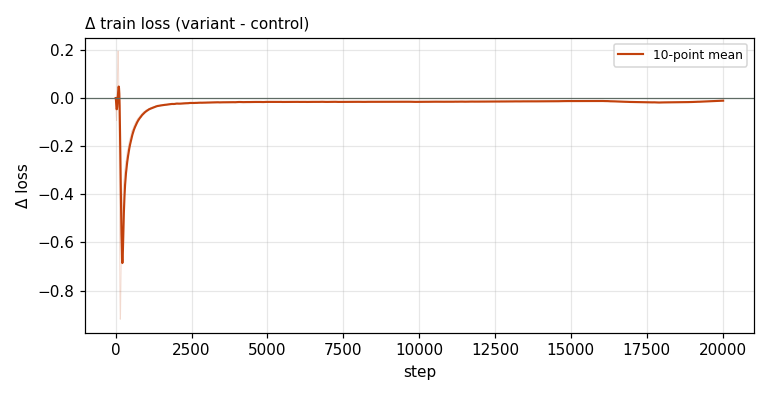 Δ train loss (variant - control)
10-point mean
0.2
0.0
−0.2
−0.4
−0.6
−0.8
Δ loss
0 2500 5000 7500 10000 12500 15000 17500 20000
step